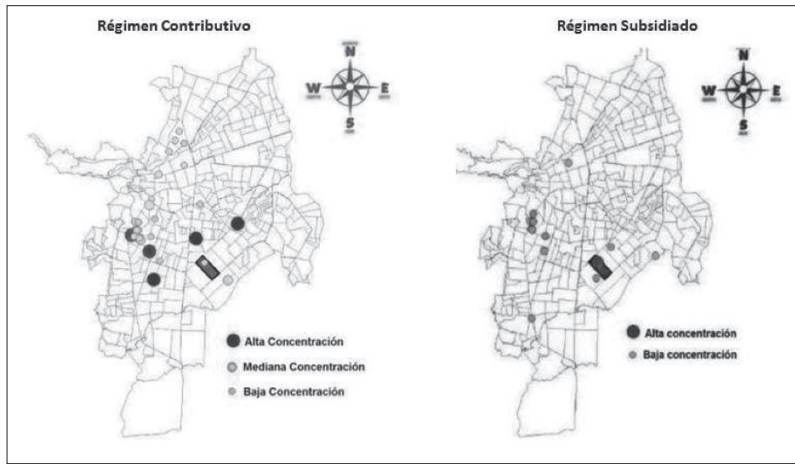 Régimen Contributivo
N
W E
S
Alta Concentración
Mediana Concentración
Baja Concentración
Régimen Subsidiado
N
W E
S
Alta concentración
Baja concentración